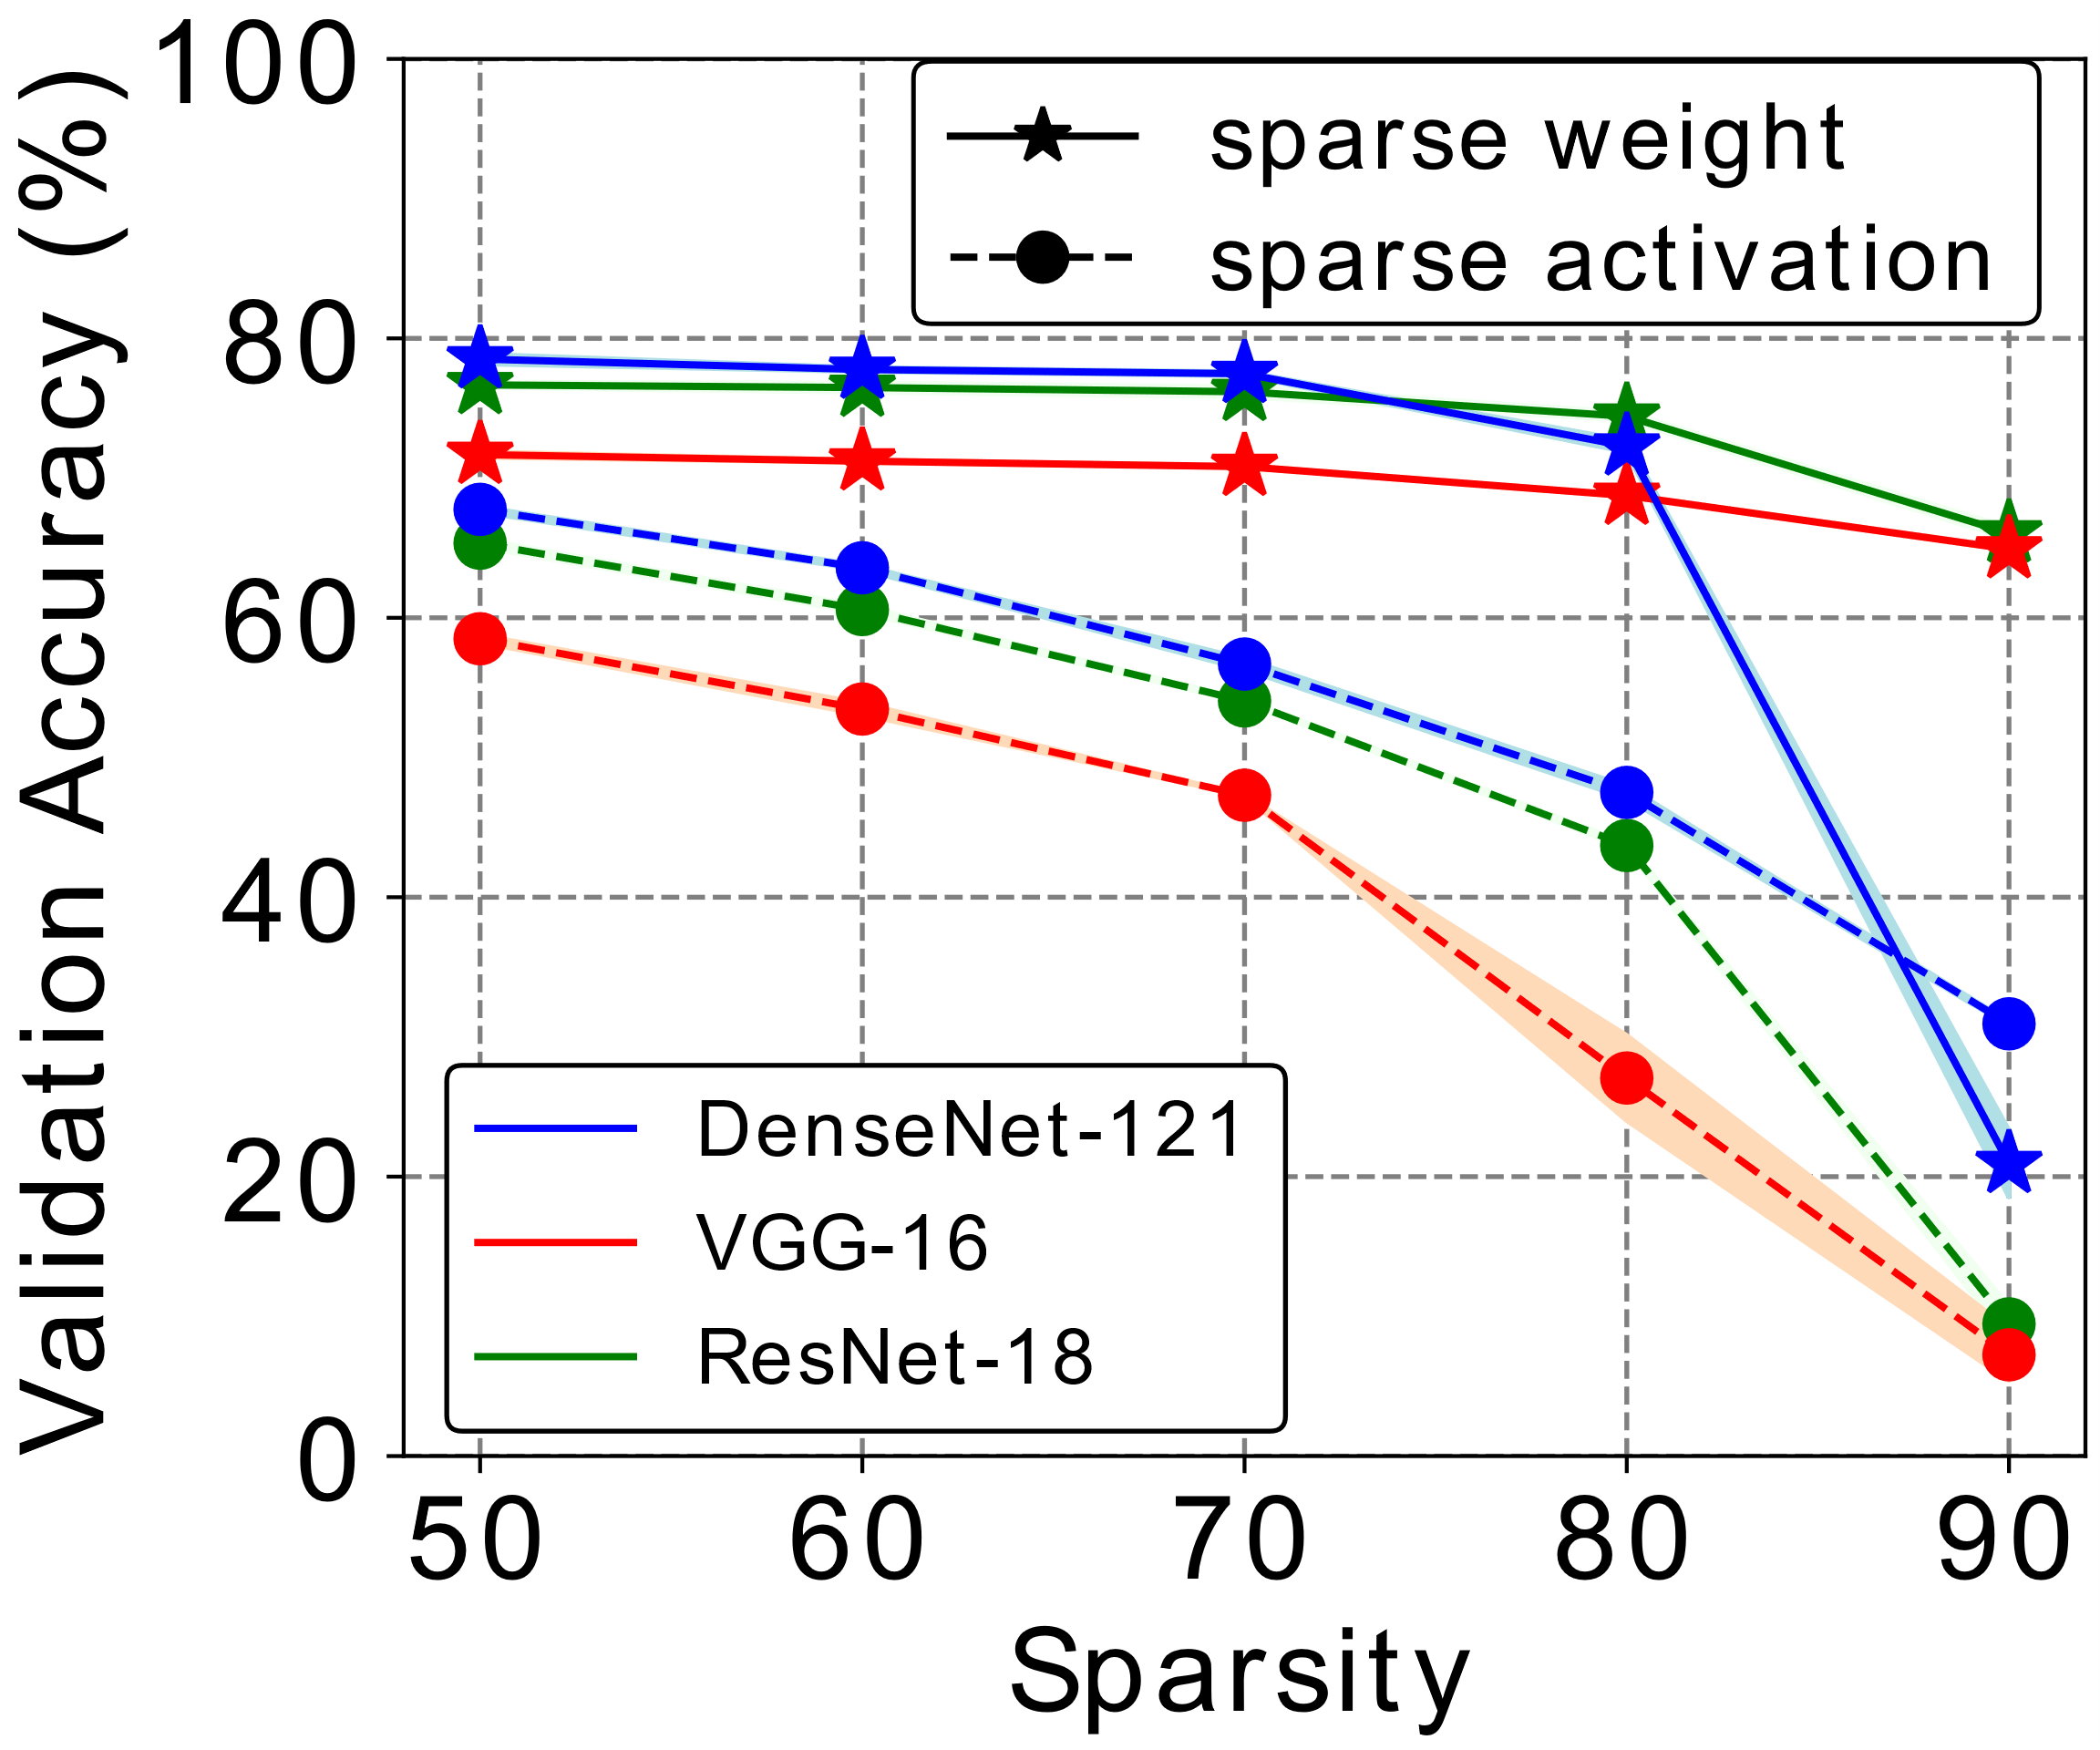 Validation Accuracy (%)
100
80
60
40
20
0
sparse weight
sparse activation
DenseNet-121
VGG-16
ResNet-18
50 60 70 80 90
Sparsity